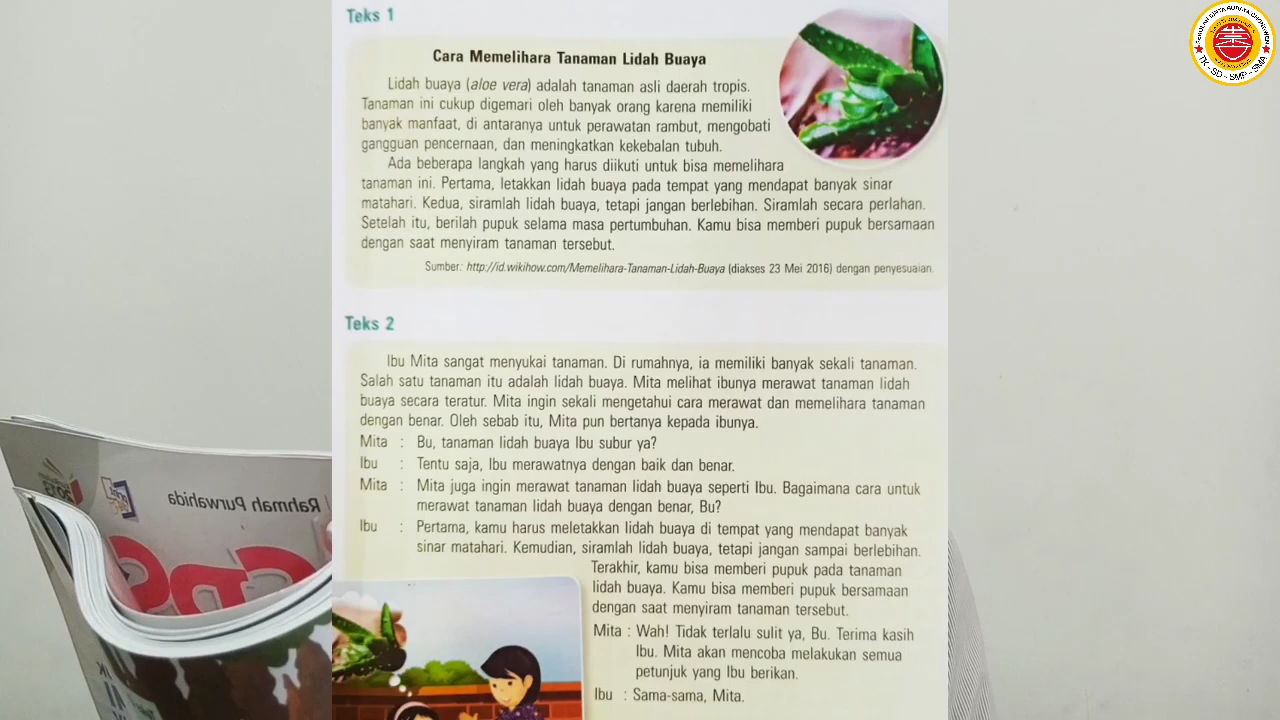 Teks 1
Cara Memelihara Tanaman Lidah Buaya
Lidah buaya (aloe vera) adalah tanaman asli daerah tropis.
Tanaman ini cukup digemari oleh banyak orang karena memiliki
banyak manfaat, di antaranya untuk perawatan rambut, mengobati
gangguan pencernaan, dan meningkatkan kekebalan tubuh.
Ada beberapa langkah yang harus diikuti untuk bisa memelihara
tanaman ini. Pertama, letakkan lidah buaya pada tempat yang mendapat banyak sinar
matahari. Kedua, siramlah lidah buaya, tetapi jangan berlebihan. Siramlah secara perlahan.
Setelah itu, berilah pupuk selama masa pertumbuhan. Kamu bisa memberi pupuk bersamaan
dengan saat menyiram tanaman tersebut.
Sumber: http://id.wikihow.com/Memelihara-Tanaman-Lidah-Buaya (diakses 23 Mei 2016) dengan penyesuaian.
Teks 2
Ibu Mita sangat menyukai tanaman. Di rumahnya, ia memiliki banyak sekali tanaman.
Salah satu tanaman itu adalah lidah buaya. Mita melihat ibunya merawat tanaman lidah
buaya secara teratur. Mita ingin sekali mengetahui cara merawat dan memelihara tanaman
dengan benar. Oleh sebab itu, Mita pun bertanya kepada ibunya.
Mita : Bu, tanaman lidah buaya Ibu subur ya?
Ibu : Tentu saja, Ibu merawatnya dengan baik dan benar.
Mita : Mita juga ingin merawat tanaman lidah buaya seperti Ibu. Bagaimana cara untuk
merawat tanaman lidah buaya dengan benar, Bu?
Ibu : Pertama, kamu harus meletakkan lidah buaya di tempat yang mendapat banyak
sinar matahari. Kemudian, siramlah lidah buaya, tetapi jangan sampai berlebihan.
Terakhir, kamu bisa memberi pupuk pada tanaman
lidah buaya. Kamu bisa memberi pupuk bersamaan
dengan saat menyiram tanaman tersebut.
Mita : Wah! Tidak terlalu sulit ya, Bu. Terima kasih
Ibu. Mita akan mencoba melakukan semua
petunjuk yang Ibu berikan.
Ibu : Sama-sama, Mita.
Rahmah Purwahida
TK - SD - SMP - SMA